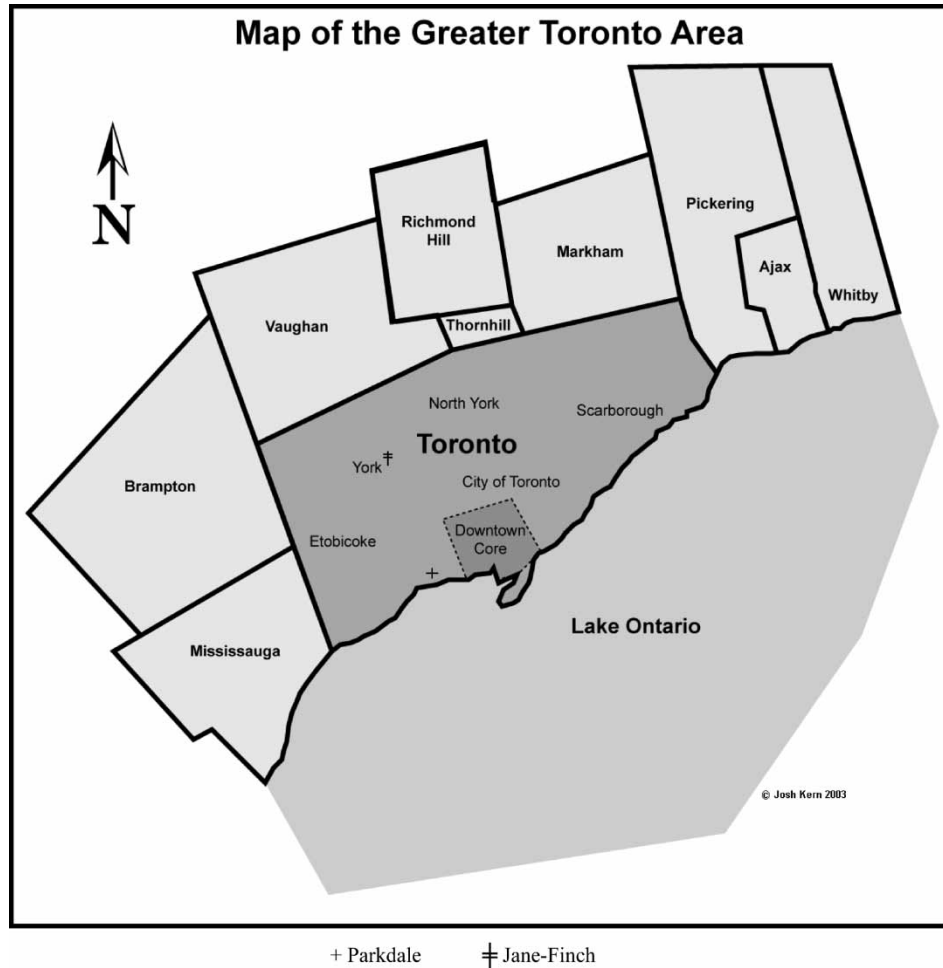 Map of the Greater Toronto Area
N
Richmond
Hill
Pickering
Markham
Ajax
Whitby
Vaughan
Thornhill
North York
Scarborough
Toronto
York
City of Toronto
Brampton
Downtown
Core
Etobicoke
Lake Ontario
Mississauga
© Josh Kern 2003
+ Parkdale
ǂ Jane-Finch